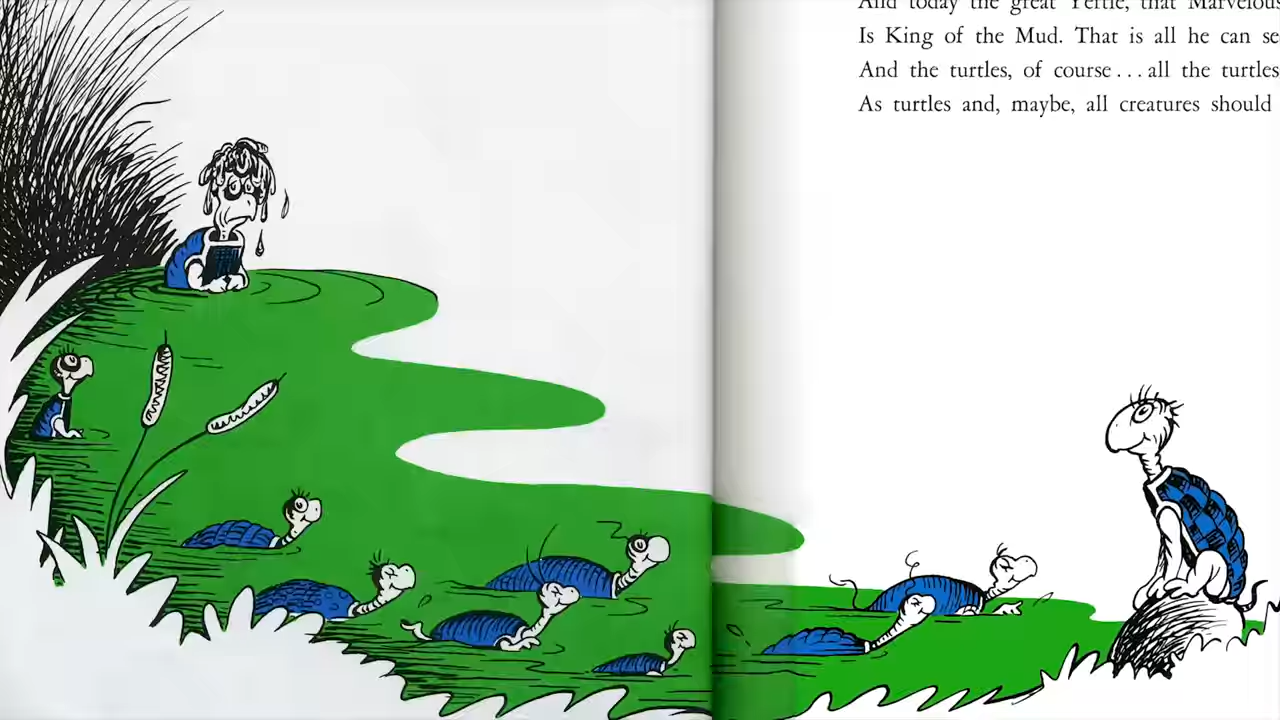 And today the great Yertle, that Marvelous
Is King of the Mud. That is all he can se
And the turtles, of course ... all the turtles
As turtles and, maybe, all creatures should